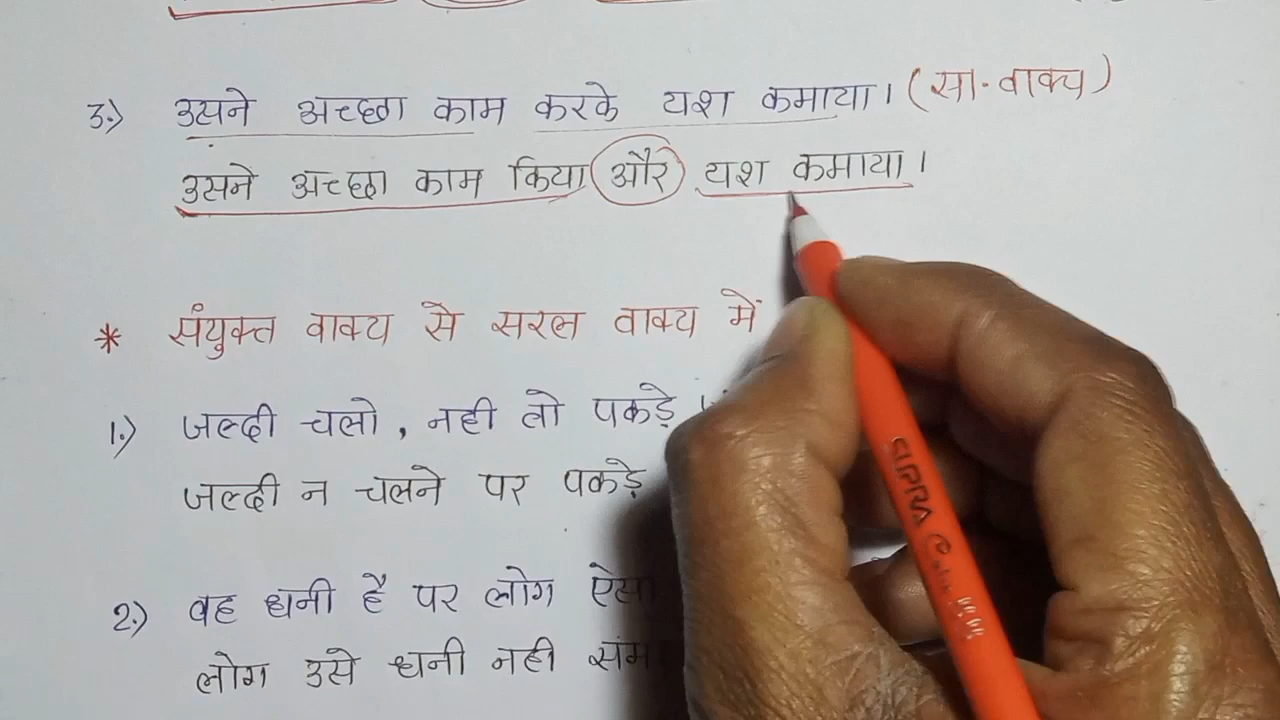 3.) उसने अच्छा काम करके यश कमाया। (सा. वाक्य)
उसने अच्छा काम किया और यश कमाया।
* संयुक्त वाक्य से सरल वाक्य में
1.) जल्दी चलो, नही तो पकड़े
जल्दी न चलने पर पकड़े
2.) वह धनी है पर लोग ऐसा
लोग उसे धनी नही
SUPRA